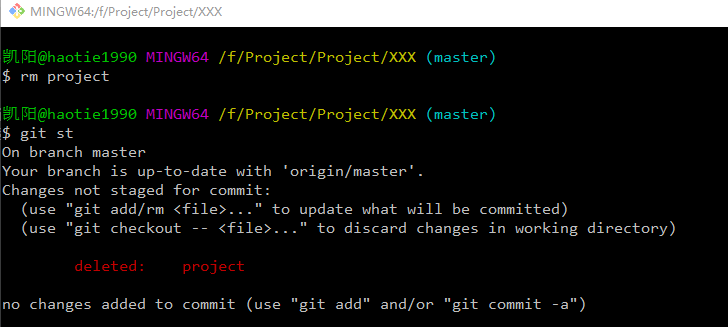 MINGW64:/f/Project/Project/XXX
凯阳@haotie1990 MINGW64 /f/Project/Project/XXX (master)
$ rm project
凯阳@haotie1990 MINGW64 /f/Project/Project/XXX (master)
$ git st
On branch master
Your branch is up-to-date with 'origin/master'.
Changes not staged for commit:
  (use "git add/rm <file>..." to update what will be committed)
  (use "git checkout -- <file>..." to discard changes in working directory)
        deleted:    project
no changes added to commit (use "git add" and/or "git commit -a")